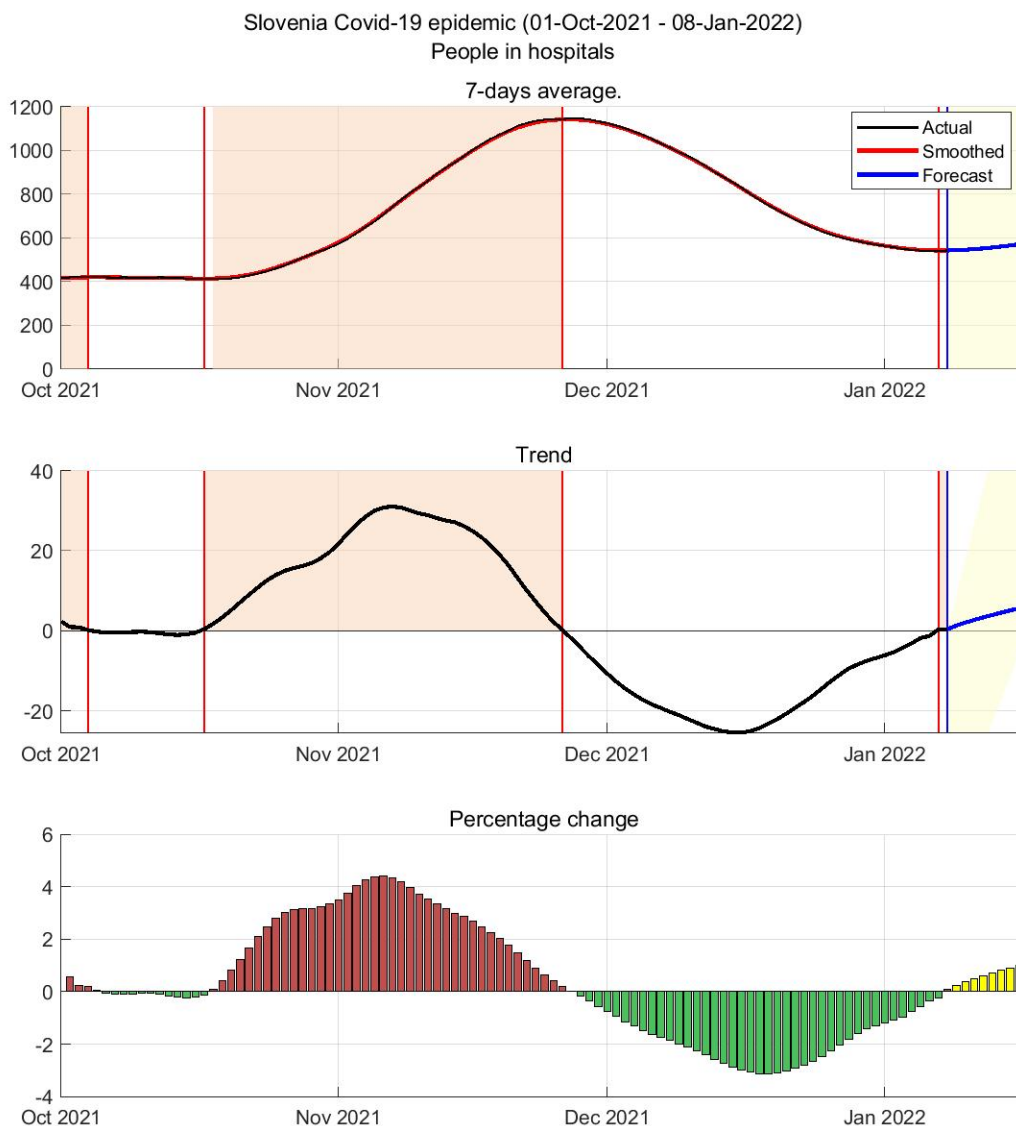 Slovenia Covid-19 epidemic (01-Oct-2021 - 08-Jan-2022)
People in hospitals
7-days average.
1200
1000
800
600
400
200
0
Actual
Smoothed
Forecast
Oct 2021 Nov 2021 Dec 2021 Jan 2022
Trend
40
20
0
-20
Oct 2021 Nov 2021 Dec 2021 Jan 2022
Percentage change
6
4
2
0
-2
-4
Oct 2021 Nov 2021 Dec 2021 Jan 2022